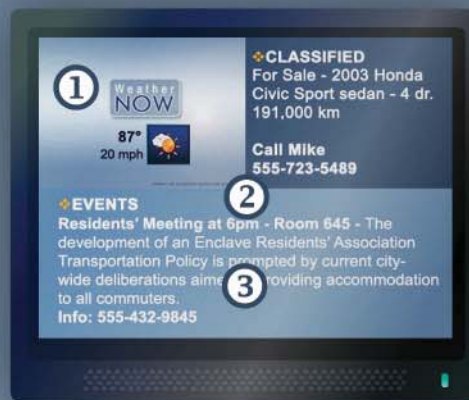 1
Weather
NOW
87°
20 mph
CLASSIFIED
For Sale - 2003 Honda
Civic Sport sedan - 4 dr.
191,000 km
Call Mike
555-723-5489
2
EVENTS
Residents' Meeting at 6pm - Room 645 - The
development of an Enclave Residents' Association
Transportation Policy is prompted by current city-
wide deliberations providing accommodation
3
to all commuters.
Info: 555-432-9845